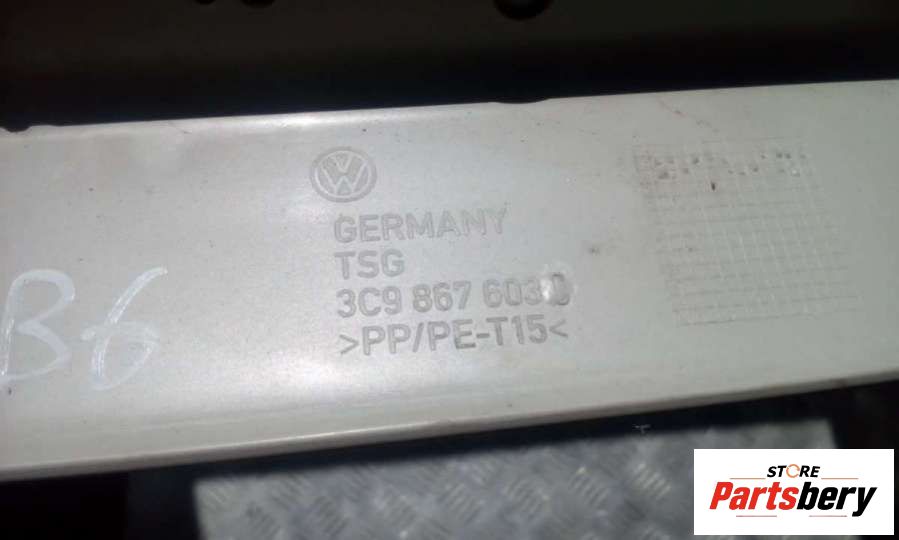 GERMANY
TSG
3C9 867 603
>PP/PE-T15<
B6
STORE
Partsbery